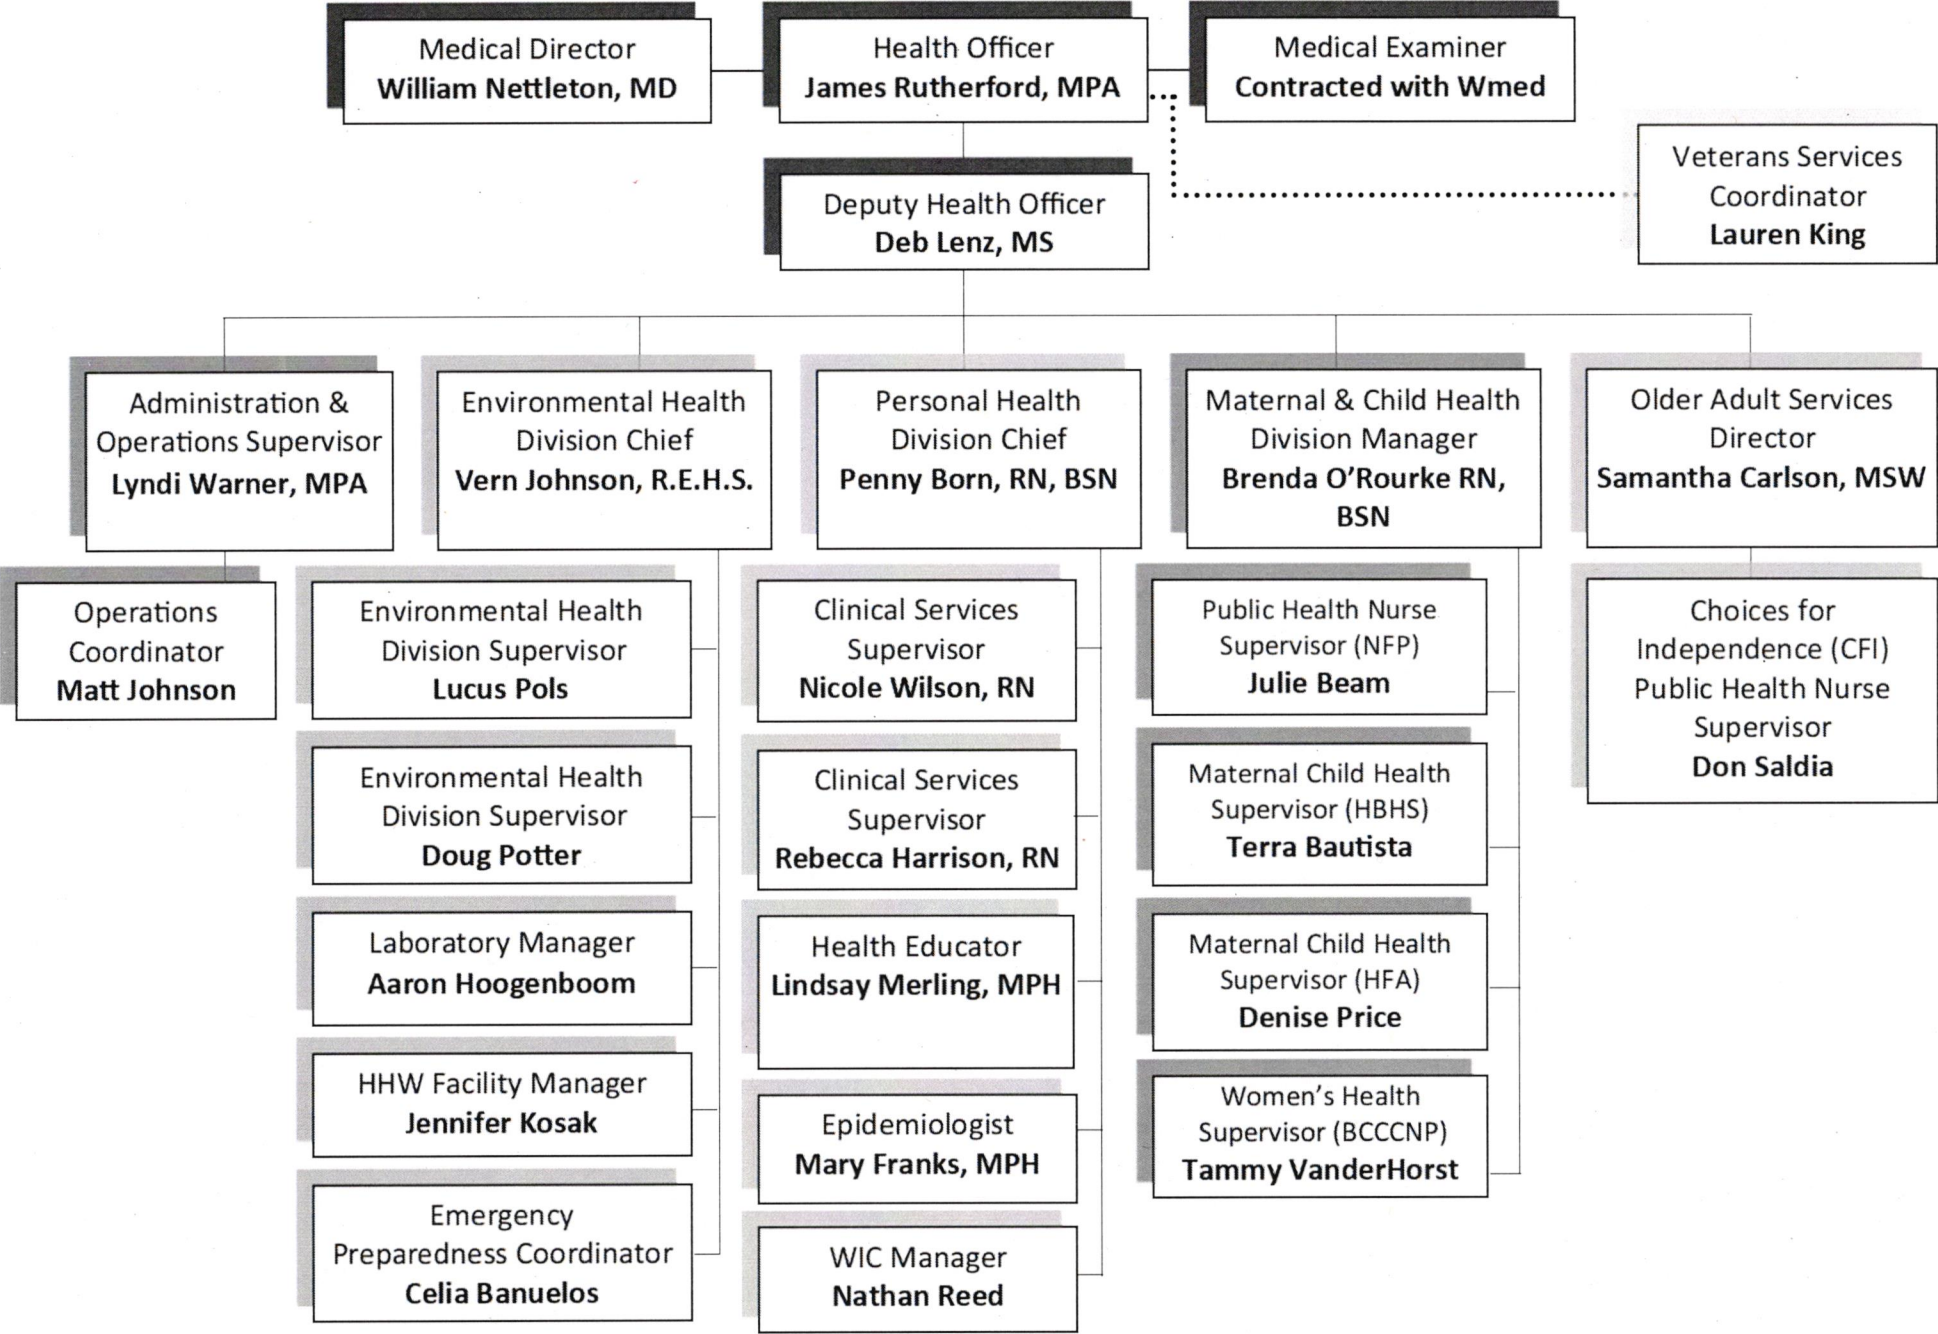 Medical Director
William Nettleton, MD
Health Officer
James Rutherford, MPA
Medical Examiner
Contracted with Wmed
Veterans Services
Coordinator
Lauren King
Deputy Health Officer
Deb Lenz, MS
Administration &
Operations Supervisor
Lyndi Warner, MPA
Environmental Health
Division Chief
Vern Johnson, R.E.H.S.
Personal Health
Division Chief
Penny Born, RN, BSN
Maternal & Child Health
Division Manager
Brenda O’Rourke RN,
BSN
Older Adult Services
Director
Samantha Carlson, MSW
Operations
Coordinator
Matt Johnson
Environmental Health
Division Supervisor
Lucus Pols
Environmental Health
Division Supervisor
Doug Potter
Laboratory Manager
Aaron Hoogenboom
HHW Facility Manager
Jennifer Kosak
Emergency
Preparedness Coordinator
Celia Banuelos
Clinical Services
Supervisor
Nicole Wilson, RN
Clinical Services
Supervisor
Rebecca Harrison, RN
Health Educator
Lindsay Merling, MPH
Epidemiologist
Mary Franks, MPH
WIC Manager
Nathan Reed
Public Health Nurse
Supervisor (NFP)
Julie Beam
Maternal Child Health
Supervisor (HBHS)
Terra Bautista
Maternal Child Health
Supervisor (HFA)
Denise Price
Women’s Health
Supervisor (BCCCNP)
Tammy VanderHorst
Choices for
Independence (CFI)
Public Health Nurse
Supervisor
Don Saldia